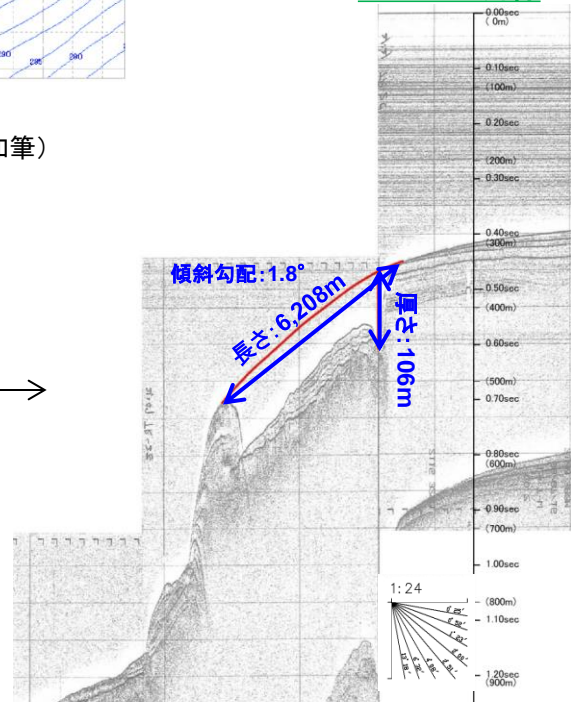 290
285
280
加筆)
0.00sec
( 0m)
0.10sec
(100m)
0.20sec
(200m)
0.30sec
0.40sec
(300m)
0.50sec
(400m)
0.60sec
(500m)
0.70sec
0.80sec
(600m)
0.90sec
(700m)
1.00sec
(800m)
1.10sec
1.20sec
(900m)
傾斜勾配:1.8°
長さ:6,208m
厚さ:106m
1:24